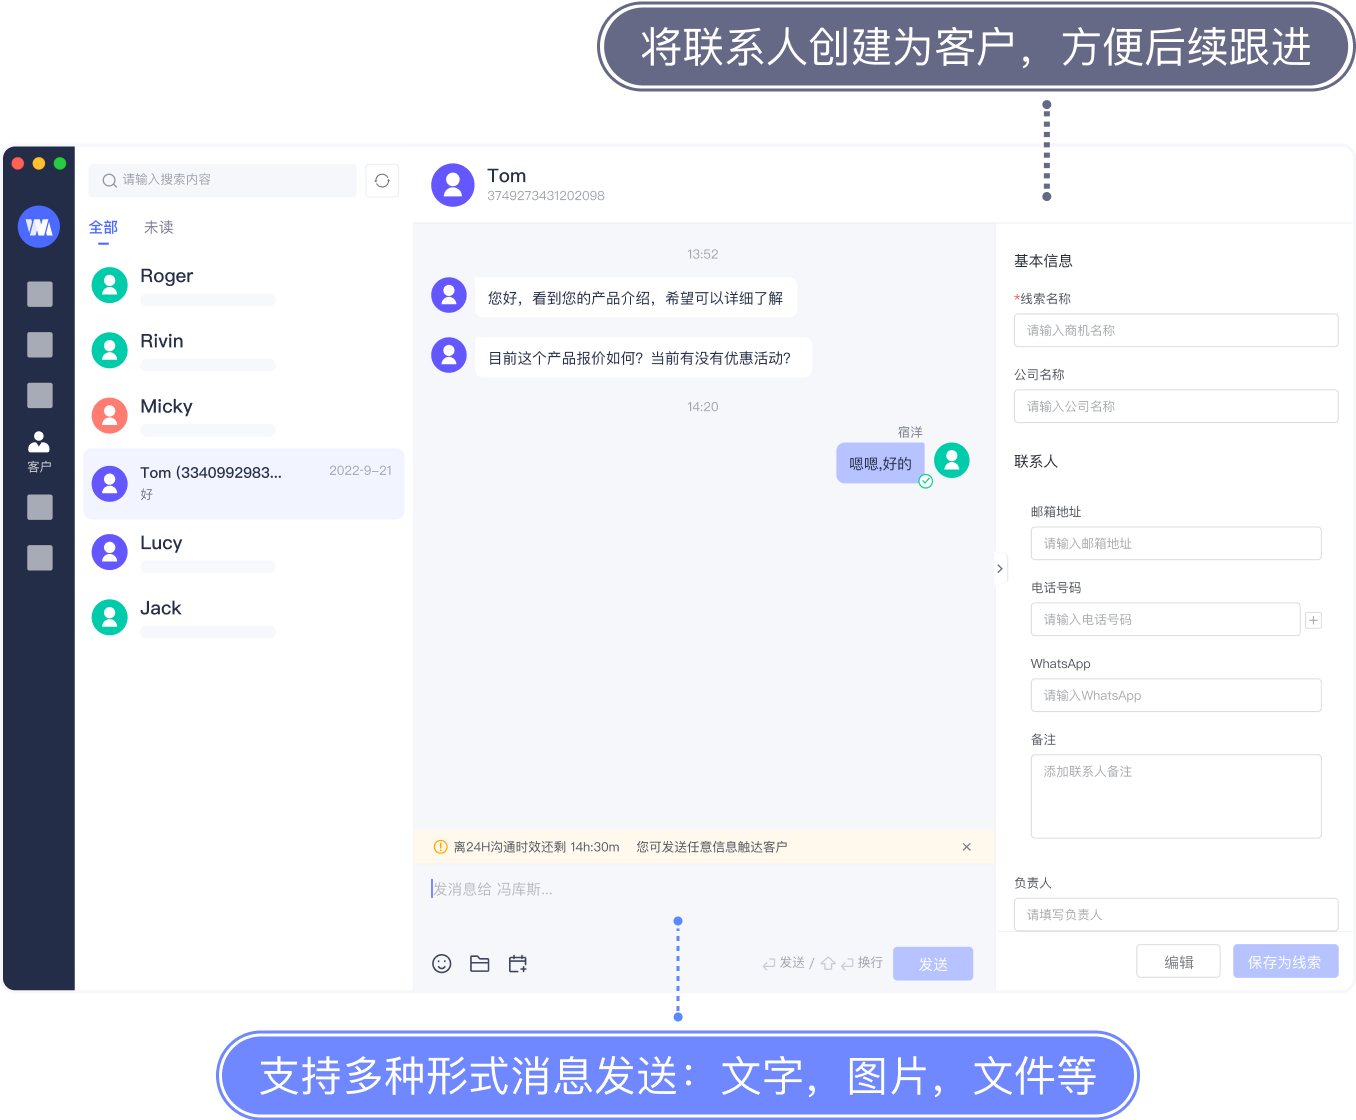 将联系人创建为客户，方便后续跟进
请输入搜索内容
全部
未读
Roger
Rivin
Micky
Tom (3340992983...
2022-9-21
好
Lucy
Jack
客户
Tom
3749273431202098
13:52
您好，看到您的产品介绍，希望可以详细了解
目前这个产品报价如何？当前有没有优惠活动?
14:20
宿洋
嗯嗯,好的
离24H沟通时效还剩 14h:30m 您可发送任意信息触达客户
发消息给 冯库斯...
发送 / 换行
发送
基本信息
*线索名称
请输入商机名称
公司名称
请输入公司名称
联系人
邮箱地址
请输入邮箱地址
电话号码
请输入电话号码
WhatsApp
请输入WhatsApp
备注
添加联系人备注
负责人
请填写负责人
编辑
保存为线索
支持多种形式消息发送：文字，图片，文件等